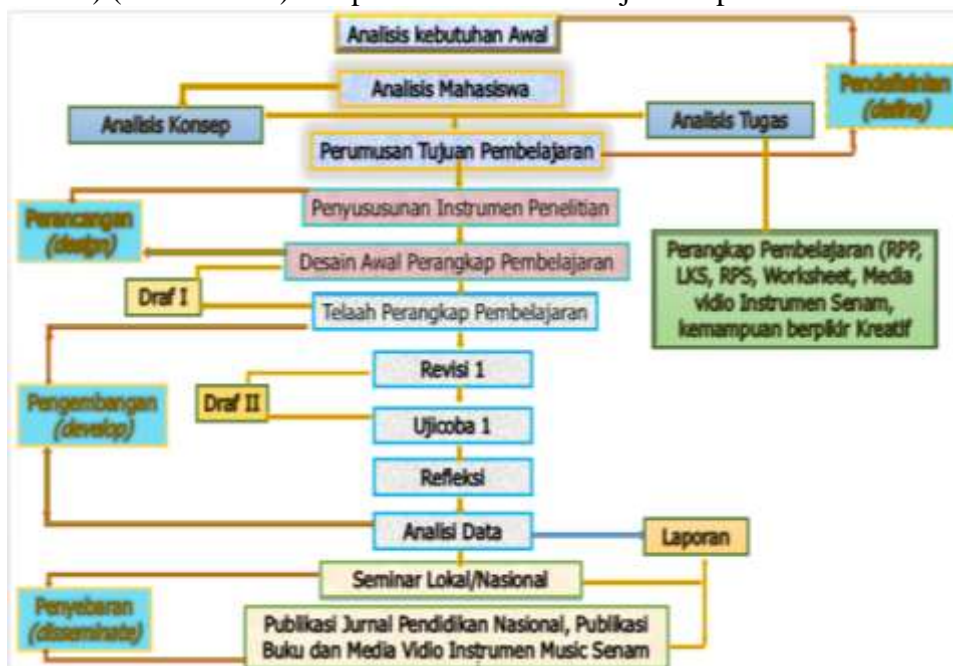 Analisis kebutuhan Awal
Analisis Mahasiswa
Pendefisinian
(define)
Analisis Konsep
Analisis Tugas
Perumusan Tujuan Pembelajaran
Perancangan
(design)
Penyususunan Instrumen Penelitian
Desain Awal Perangkap Pembelajaran
Draf I
Telaah Perangkap Pembelajaran
Perangkap Pembelajaran (RPP,
LKS, RPS, Worksheet, Media
vidio Instrumen Senam,
kemampuan berpikir Kreatif
Revisi 1
Pengembangan
(develop)
Draf II
Ujicoba 1
Refleksi
Analisi Data
Laporan
Seminar Lokal/Nasional
Penyebaran
(disseminate)
Publikasi Jurnal Pendidikan Nasional, Publikasi
Buku dan Media Vidio Instrumen Music Senam